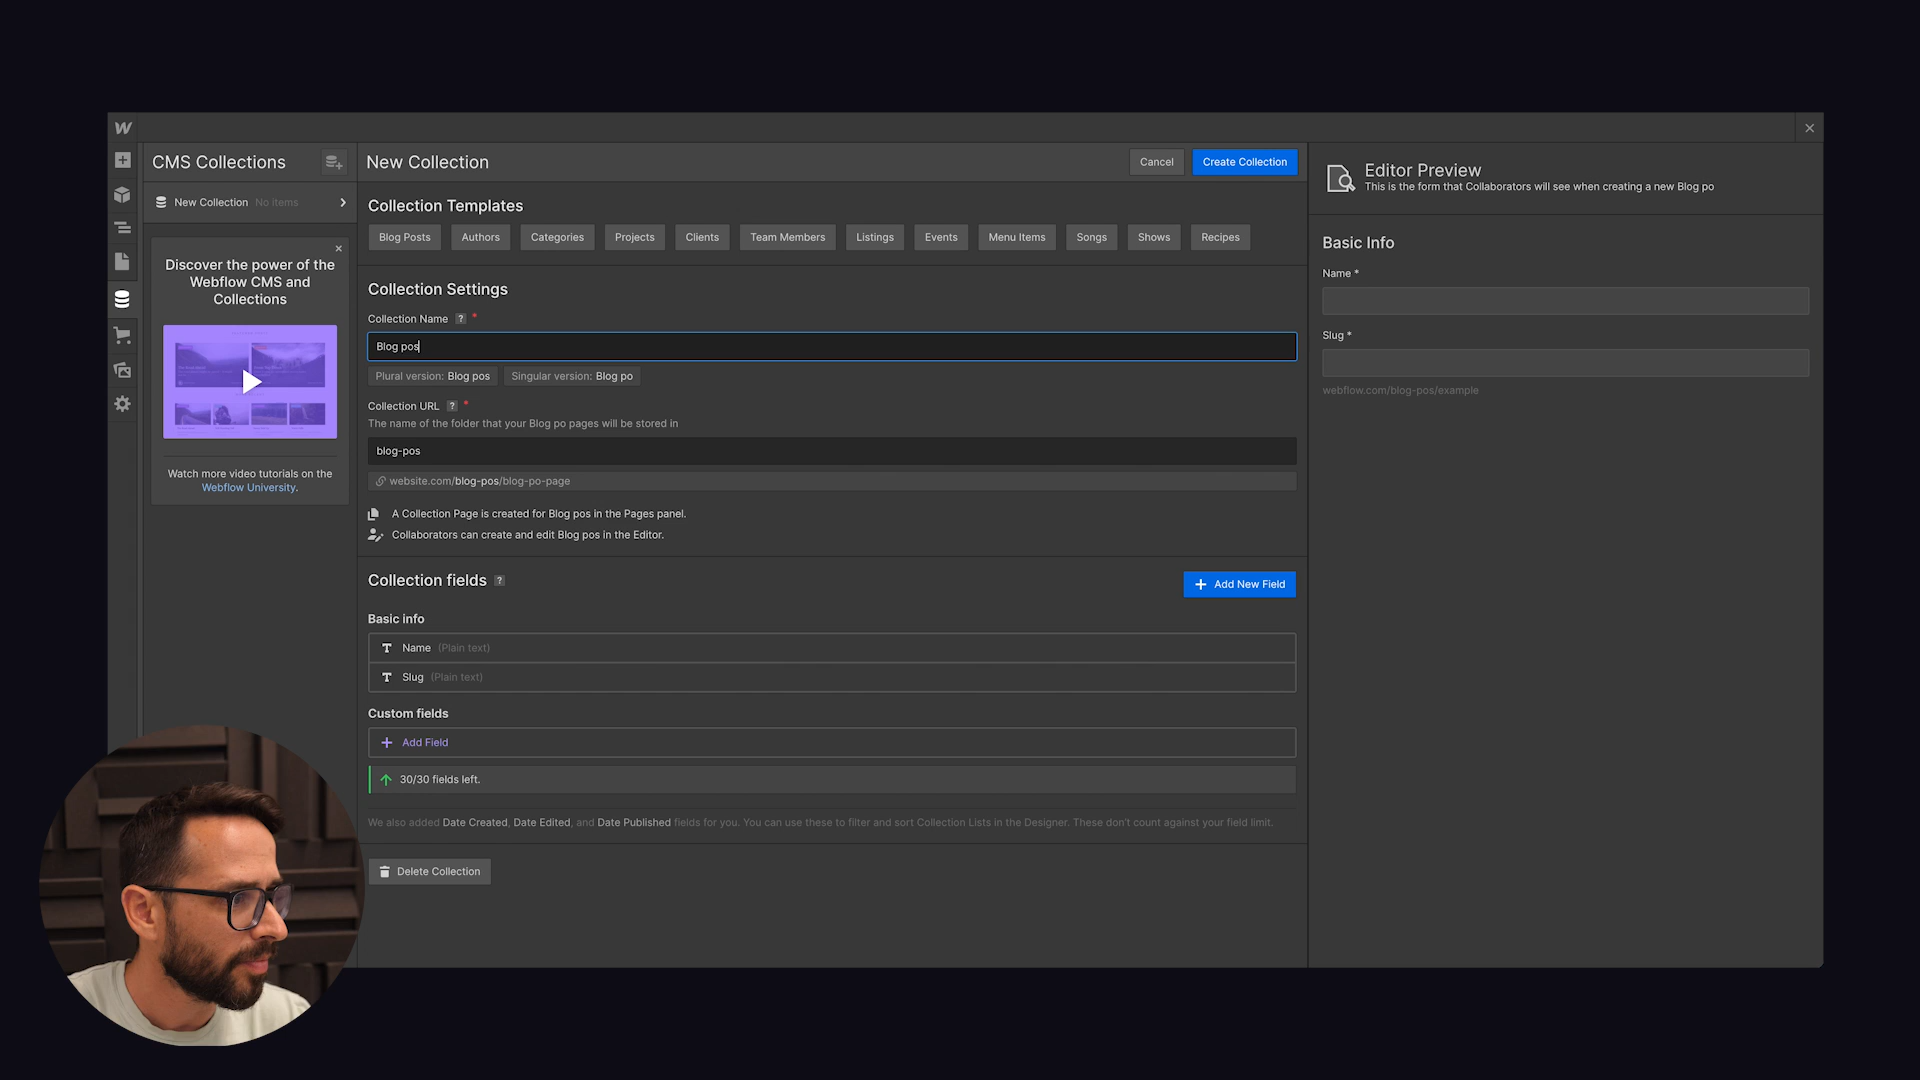 W
CMS Collections
New Collection No items
Discover the power of the
Webflow CMS and
Collections
Watch more video tutorials on the
Webflow University.
New Collection
Cancel
Create Collection
Collection Templates
Blog Posts
Authors
Categories
Projects
Clients
Team Members
Listings
Events
Menu Items
Songs
Shows
Recipes
Collection Settings
Collection Name ? *
Blog pos
Plural version: Blog pos
Singular version: Blog po
Collection URL ? *
The name of the folder that your Blog po pages will be stored in
blog-pos
website.com/blog-pos/blog-po-page
A Collection Page is created for Blog pos in the Pages panel.
Collaborators can create and edit Blog pos in the Editor.
Collection fields ?
Add New Field
Basic info
T Name (Plain text)
T Slug (Plain text)
Custom fields
+ Add Field
30/30 fields left.
We also added Date Created, Date Edited, and Date Published fields for you. You can use these to filter and sort Collection Lists in the Designer. These don't count against your field limit.
Delete Collection
Editor Preview
This is the form that Collaborators will see when creating a new Blog po
Basic Info
Name *
Slug *
webflow.com/blog-pos/example